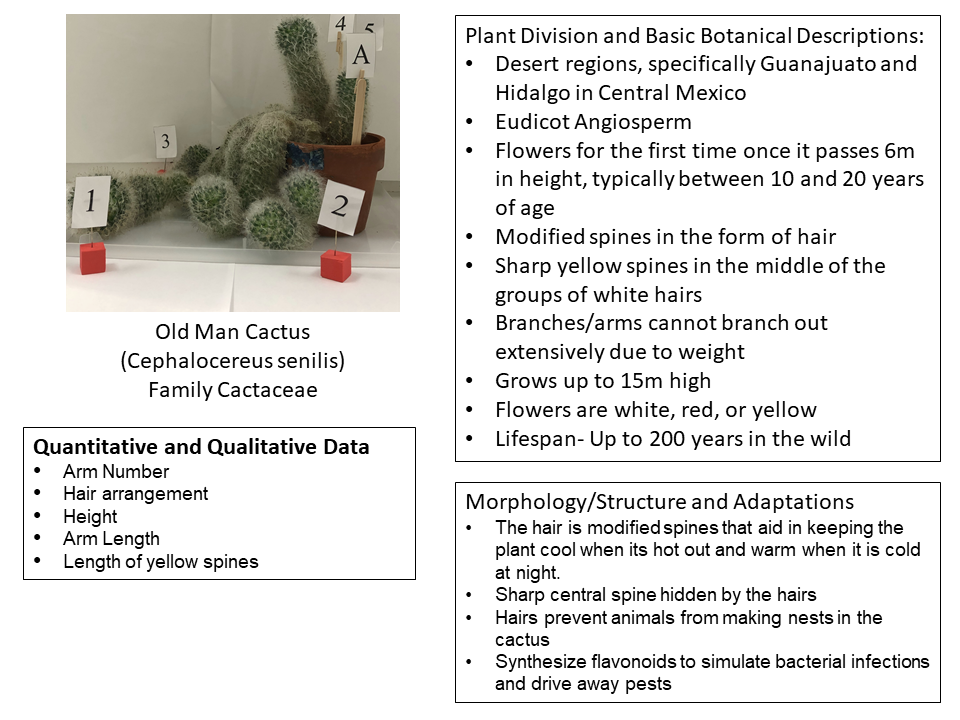 4
5
A
3
1
2
Old Man Cactus
(Cephalocereus senilis)
Family Cactaceae
Quantitative and Qualitative Data
• Arm Number
• Hair arrangement
• Height
• Arm Length
• Length of yellow spines
Plant Division and Basic Botanical Descriptions:
• Desert regions, specifically Guanajuato and
Hidalgo in Central Mexico
• Eudicot Angiosperm
• Flowers for the first time once it passes 6m
in height, typically between 10 and 20 years
of age
• Modified spines in the form of hair
• Sharp yellow spines in the middle of the
groups of white hairs
• Branches/arms cannot branch out
extensively due to weight
• Grows up to 15m high
• Flowers are white, red, or yellow
• Lifespan- Up to 200 years in the wild
Morphology/Structure and Adaptations
• The hair is modified spines that aid in keeping the
plant cool when its hot out and warm when it is cold
at night.
• Sharp central spine hidden by the hairs
• Hairs prevent animals from making nests in the
cactus
• Synthesize flavonoids to simulate bacterial infections
and drive away pests